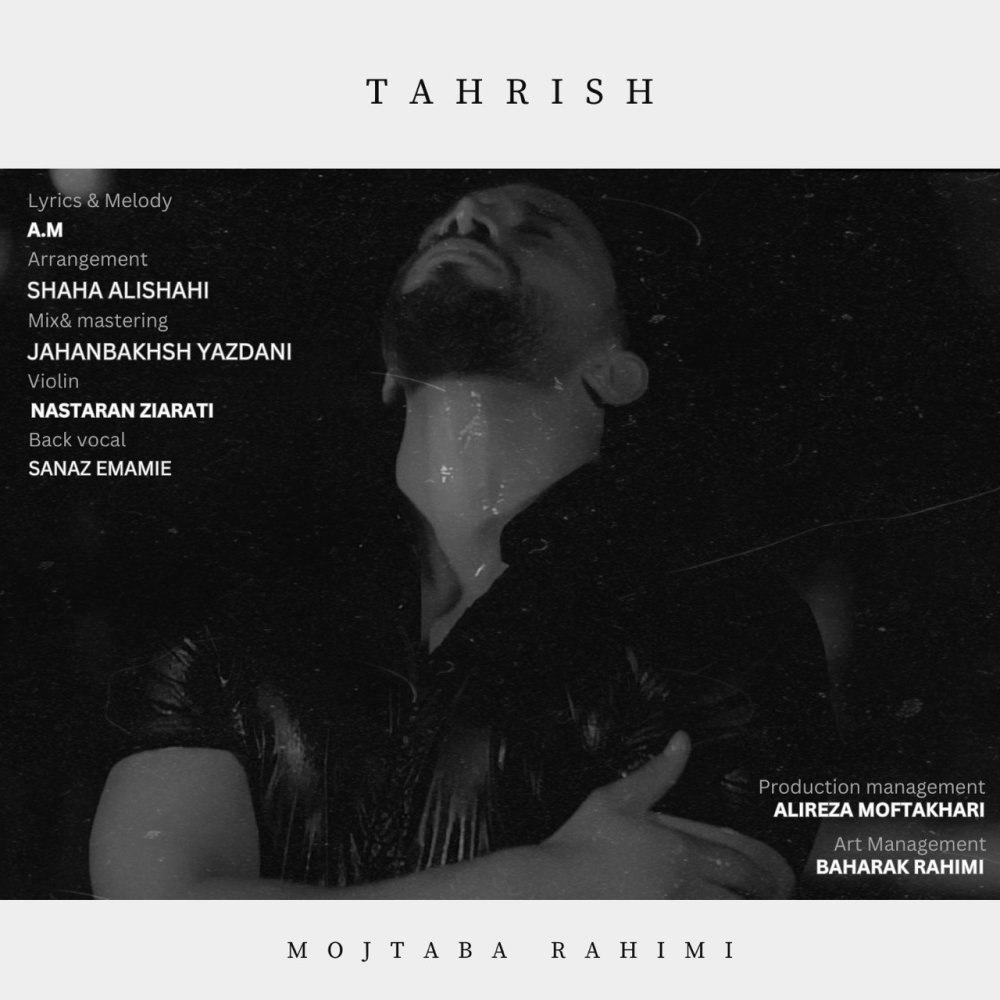 TAHRISH
Lyrics & Melody
A.M
Arrangement
SHAHA ALISHAHI
Mix& mastering
JAHANBAKHSH YAZDANI
Violin
NASTARAN ZIARATI
Back vocal
SANAZ EMAMIE
Production management
ALIREZA MOFTAKHARI
Art Management
BAHARAK RAHIMI
MOJTABA RAHIMI